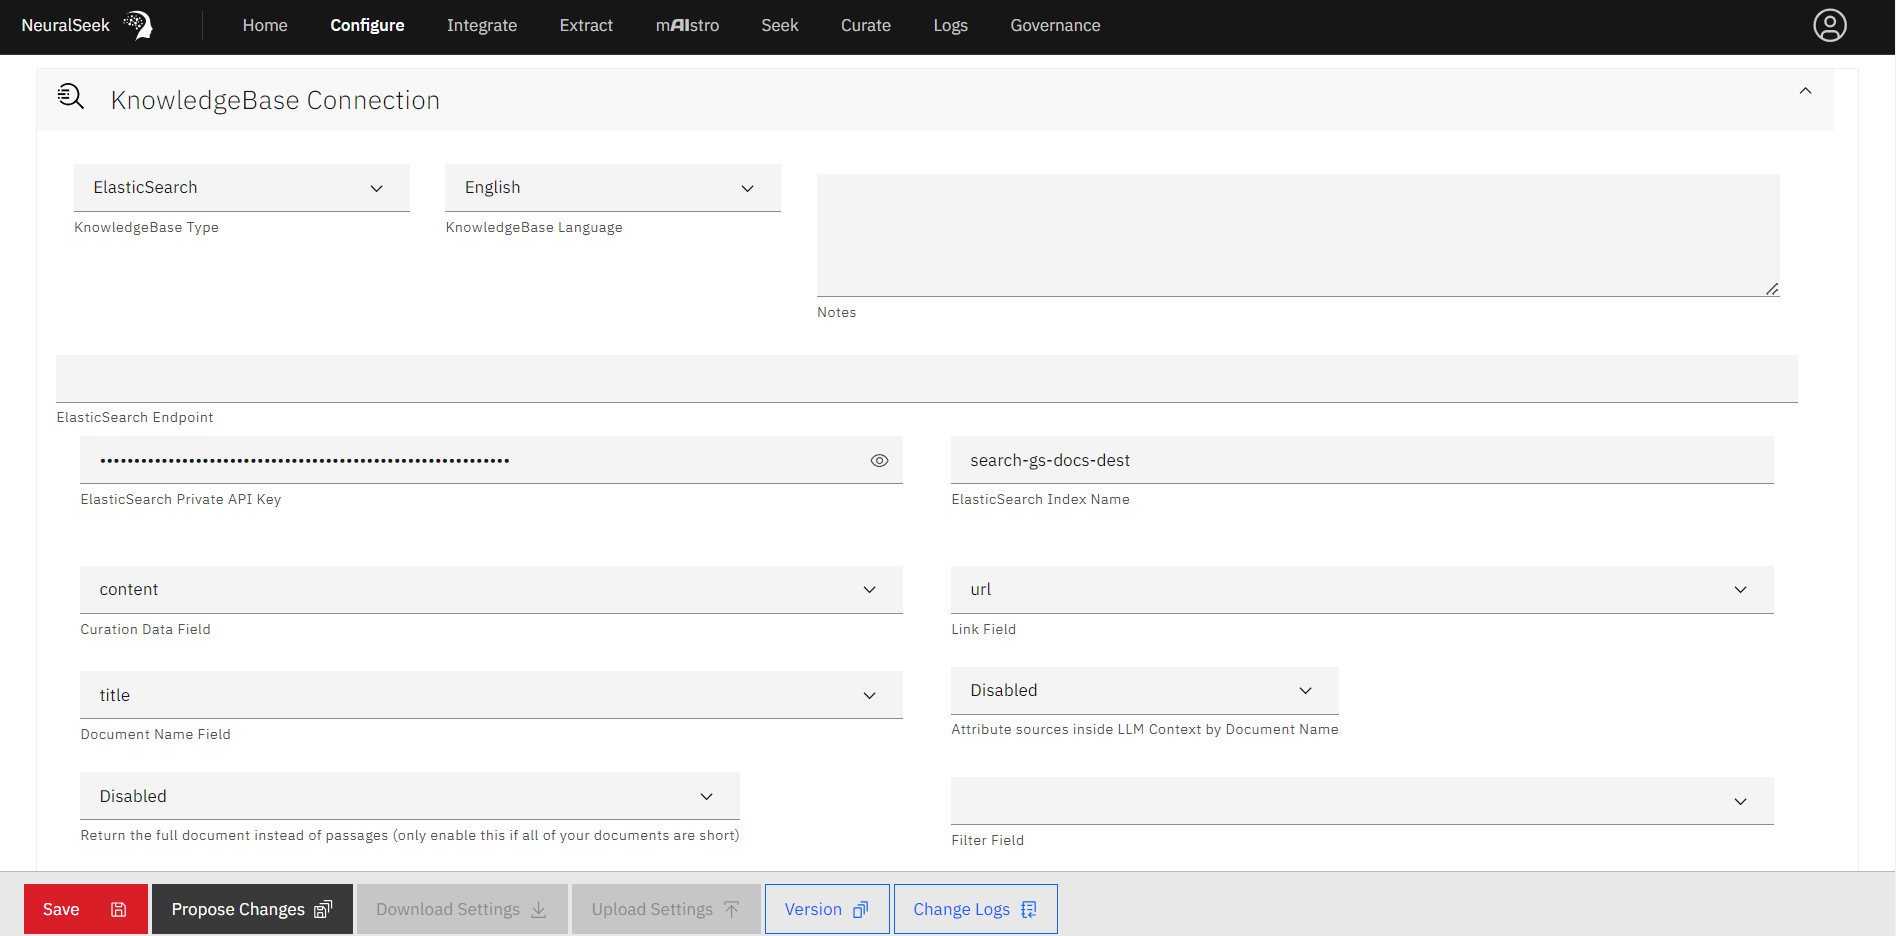 NeuralSeek
Home
Configure
Integrate
Extract
mAIstro
Seek
Curate
Logs
Governance
KnowledgeBase Connection
ElasticSearch
KnowledgeBase Type
English
KnowledgeBase Language
Notes
ElasticSearch Endpoint
••••••••••••••••••••••••••••••••••••••••••••••••••••••••••••
ElasticSearch Private API Key
search-gs-docs-dest
ElasticSearch Index Name
content
Curation Data Field
url
Link Field
title
Document Name Field
Disabled
Attribute sources inside LLM Context by Document Name
Disabled
Return the full document instead of passages (only enable this if all of your documents are short)
Filter Field
Save
Propose Changes
Download Settings
Upload Settings
Version
Change Logs